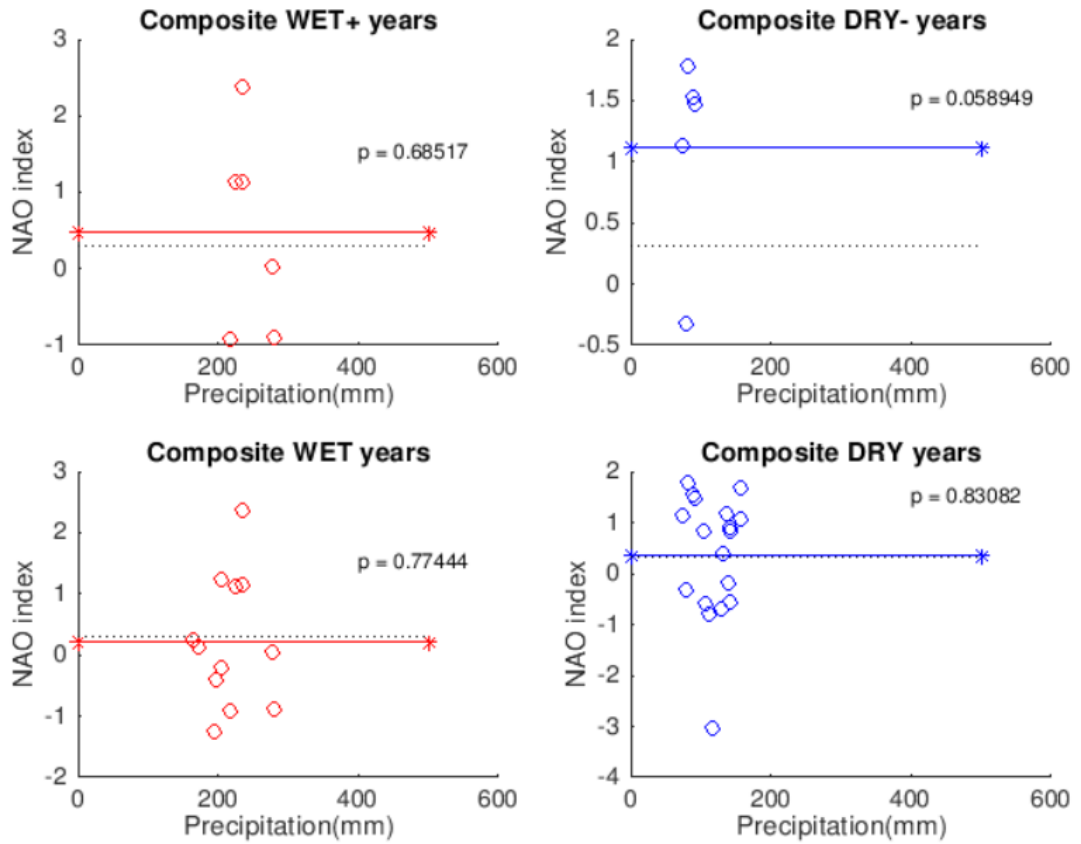 Composite WET+ years
3
2
1
0
-1
NAO index
p = 0.68517
0
200
400
600
Precipitation(mm)
Composite DRY- years
2
1.5
1
0.5
0
-0.5
NAO index
p = 0.058949
0
200
400
600
Precipitation(mm)
Composite WET years
3
2
1
0
-1
-2
NAO index
p = 0.77444
0
200
400
600
Precipitation(mm)
Composite DRY years
2
1
0
-1
-2
-3
-4
NAO index
p = 0.83082
0
200
400
600
Precipitation(mm)